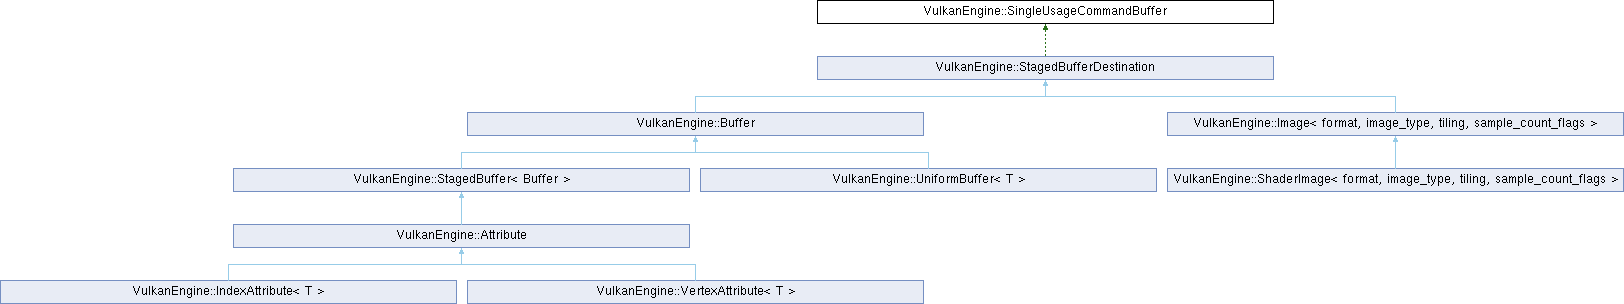 VulkanEngine::SingleUsageCommandBuffer
VulkanEngine::StagedBufferDestination
VulkanEngine::Buffer
VulkanEngine::Image< format, image_type, tiling, sample_count_flags >
VulkanEngine::StagedBuffer< Buffer >
VulkanEngine::UniformBuffer< T >
VulkanEngine::ShaderImage< format, image_type, tiling, sample_count_flags >
VulkanEngine::Attribute
VulkanEngine::IndexAttribute< T >
VulkanEngine::VertexAttribute< T >